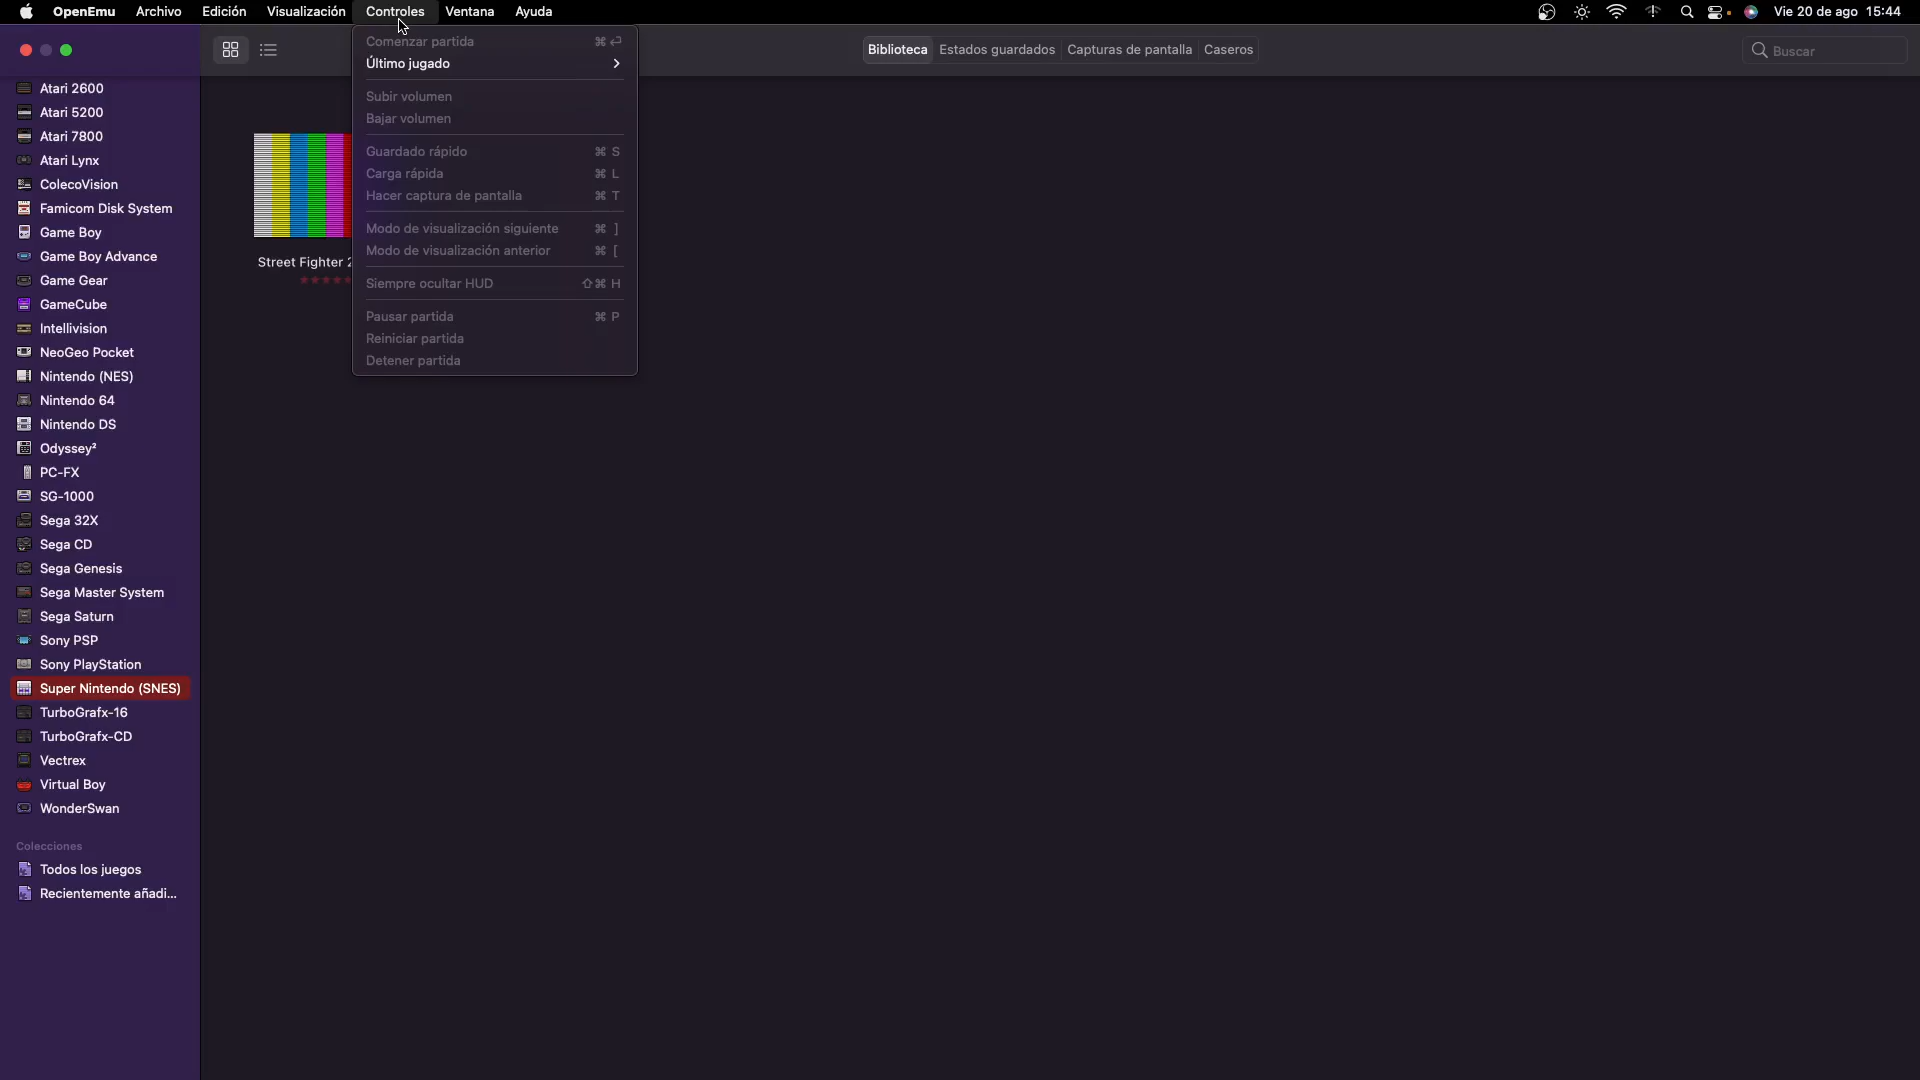 OpenEmu Archivo Edición Visualización Controles Ventana Ayuda
Vie 20 de ago 15:44
Biblioteca Estados guardados Capturas de pantalla Caseros
Buscar
Comenzar partida ⌘ ⏎
Último jugado >
Subir volumen
Bajar volumen
Guardado rápido ⌘ S
Carga rápida ⌘ L
Hacer captura de pantalla ⌘ T
Modo de visualización siguiente ⌘ ]
Modo de visualización anterior ⌘ [
Siempre ocultar HUD ⇧⌘ H
Pausar partida ⌘ P
Reiniciar partida
Detener partida
Atari 2600
Atari 5200
Atari 7800
Atari Lynx
ColecoVision
Famicom Disk System
Game Boy
Game Boy Advance
Game Gear
GameCube
Intellivision
NeoGeo Pocket
Nintendo (NES)
Nintendo 64
Nintendo DS
Odyssey²
PC-FX
SG-1000
Sega 32X
Sega CD
Sega Genesis
Sega Master System
Sega Saturn
Sony PSP
Sony PlayStation
Super Nintendo (SNES)
TurboGrafx-16
TurboGrafx-CD
Vectrex
Virtual Boy
WonderSwan
Colecciones
Todos los juegos
Recientemente añadi...
Street Fighter 2